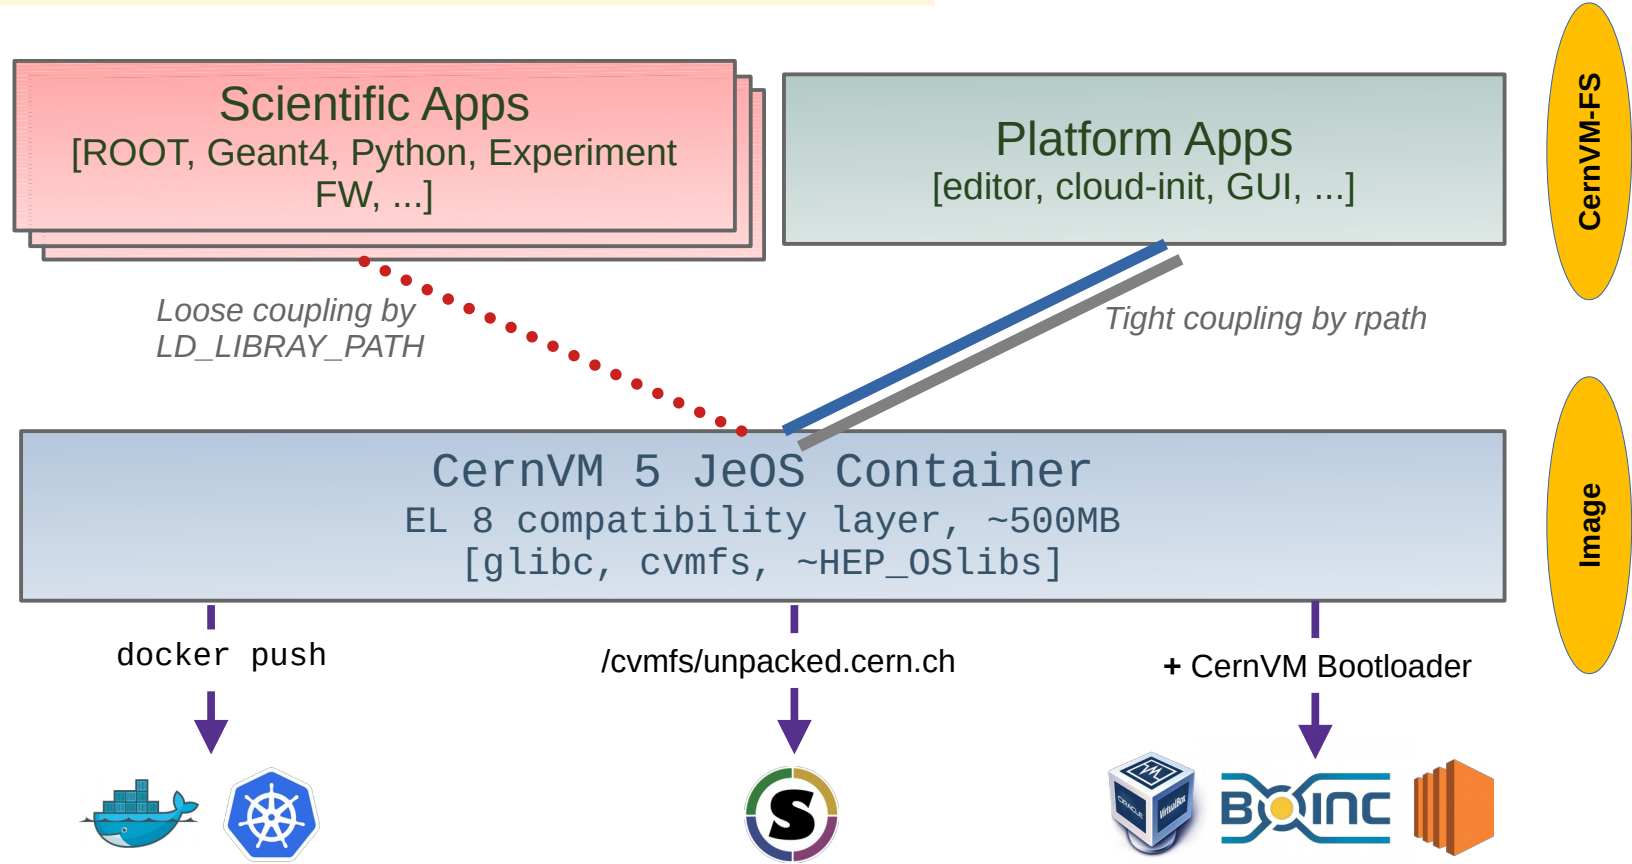 Scientific Apps
[ROOT, Geant4, Python, Experiment
FW, ...]
Platform Apps
[editor, cloud-init, GUI, ...]
CernVM-FS
Loose coupling by
LD_LIBRAY_PATH
Tight coupling by rpath
CernVM 5 JeOS Container
EL 8 compatibility layer, ~500MB
[glibc, cvmfs, ~HEP_OSlibs]
Image
docker push
/cvmfs/unpacked.cern.ch
+ CernVM Bootloader
S
ORACLE
VirtualBox
BOINC